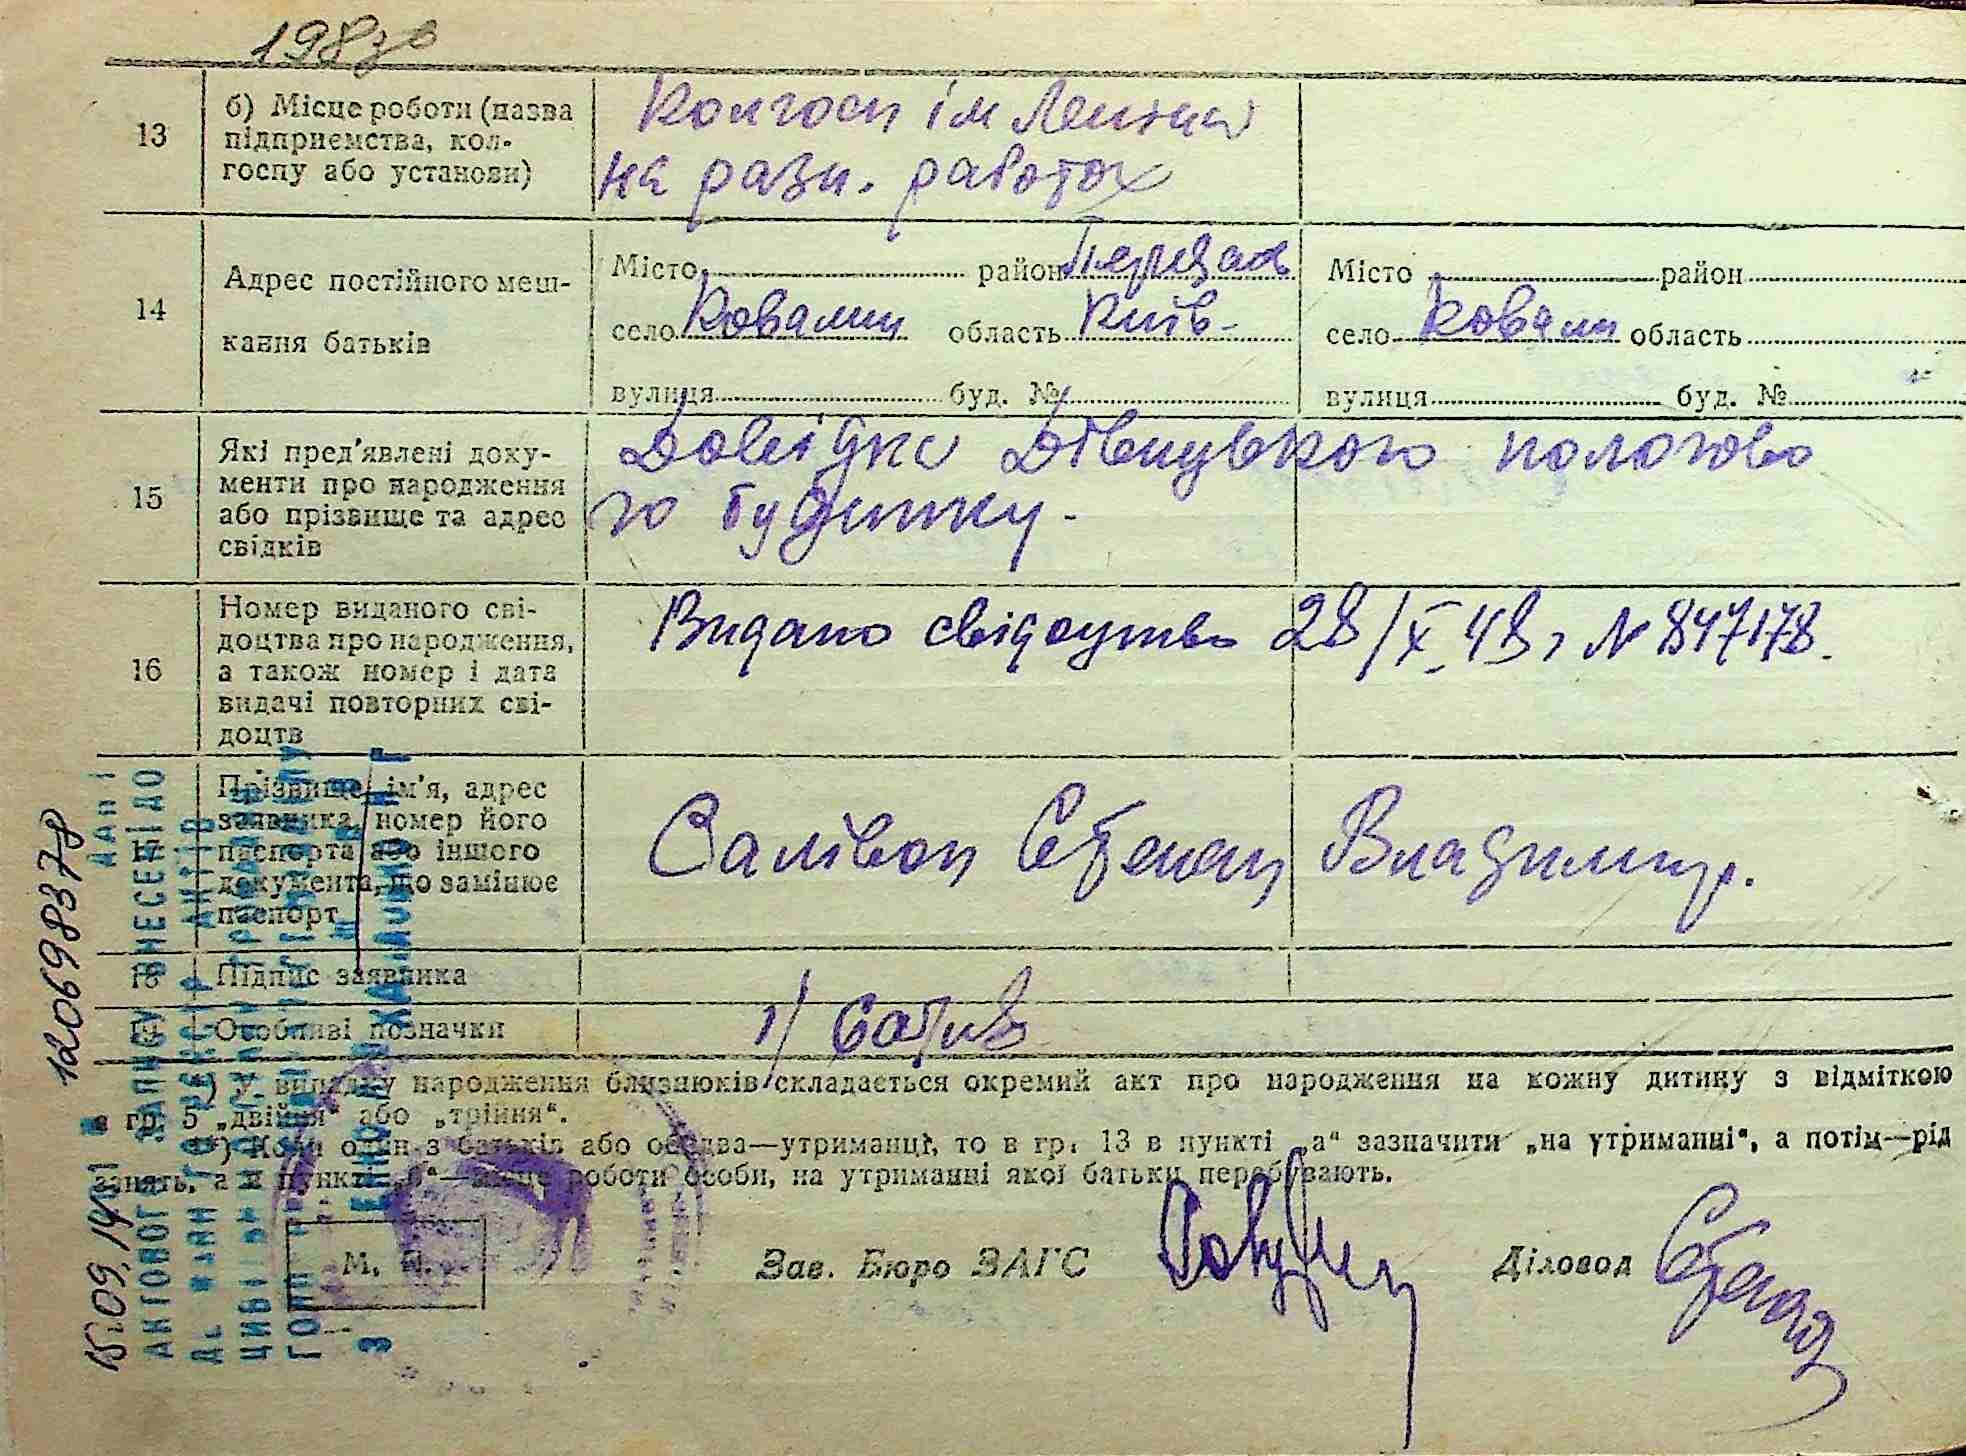 13
б) Місце роботи (назва
підприємства, кол-
госпу або установи)
Колгосп ім Леніна
на разн. работах
14
Адрес постійного меш-
кання батьків
Місто район
село Ковалин область Київ-
вулиця буд. №
Місто район
село Ковалин область
вулиця буд. №
15
Які пред'явлені доку-
менти про народження
або прізвище та адрес
свідків
Довідка Дівицького пологово
го будинку.
16
Номер виданого сві-
доцтва про народження,
а також номер і дата
видачі повторних сві-
доцтв
Видано свідоцтво 28/X 48 г № 847178.
17
Прізвище, ім'я, адрес
заявника, номер його
паспорта або іншого
документа, що замінює
паспорт
Салівон Степан Владимир.
18
Підпис заявника
19
Особливі позначки
*) У випадку народження близнюків складається окремий акт про народження на кожну дитину з відміткою
в гр. 5 „двійня“ або „трійня“.
**) Коли один з батьків або обидва—утриманці, то в гр. 13 в пункті „а“ зазначити „на утриманні“, а потім—рід
занять, а в пункті „б“—місце роботи особи, на утриманні якої батьки перебувають.
М. П.
Зав. Бюро ЗАГС
Діловод
1206983778
ДАНІ
АКТОВОГО ЗАПИСУ ВНЕСЕНІ ДО